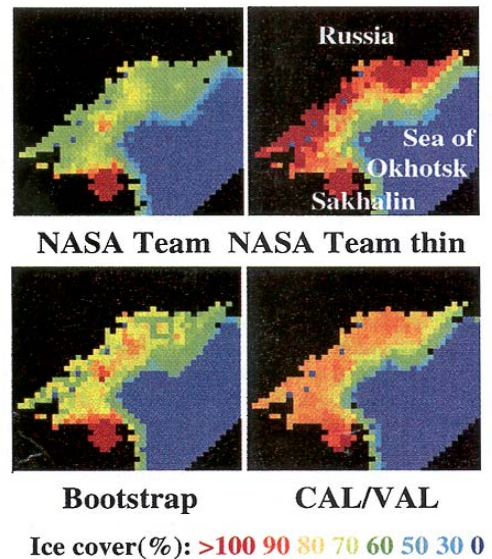 Russia
Sea of
Okhotsk
Sakhalin
NASA Team NASA Team thin
Bootstrap CAL/VAL
Ice cover(%): >100 90 80 70 60 50 30 0